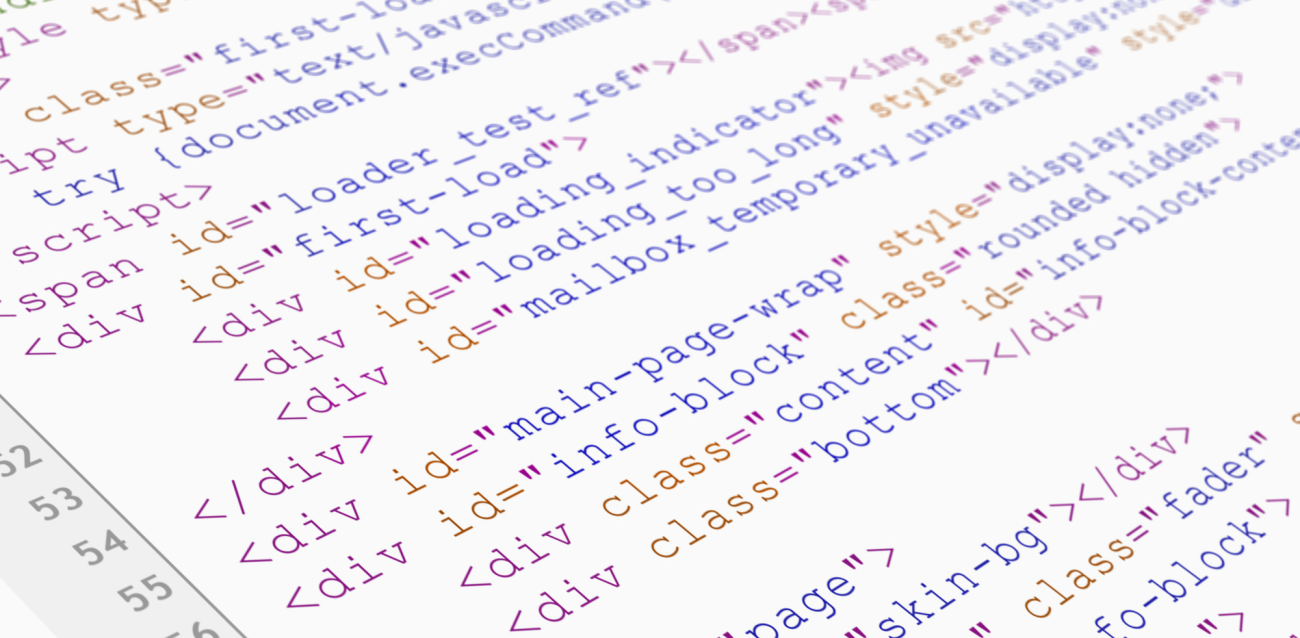 yle typ
class="first-loa
ipt type="text/javasc
try {document.execCommand
script>
<span id="loader_test_ref"></span><sp
<div id="first-load">
<div id="loading_indicator"><img src="ht
<div id="loading_too_long" style="display:no
<div id="mailbox_temporary_unavailable" style="
</div>
<div id="main-page-wrap" style="display:none;">
<div id="info-block" class="rounded hidden">
<div class="content" id="info-block-conte
<div class="bottom"></div>
"page">
"skin-bg"></div>
" class="fader" s
fo-block">
">
52
53
54
55
56